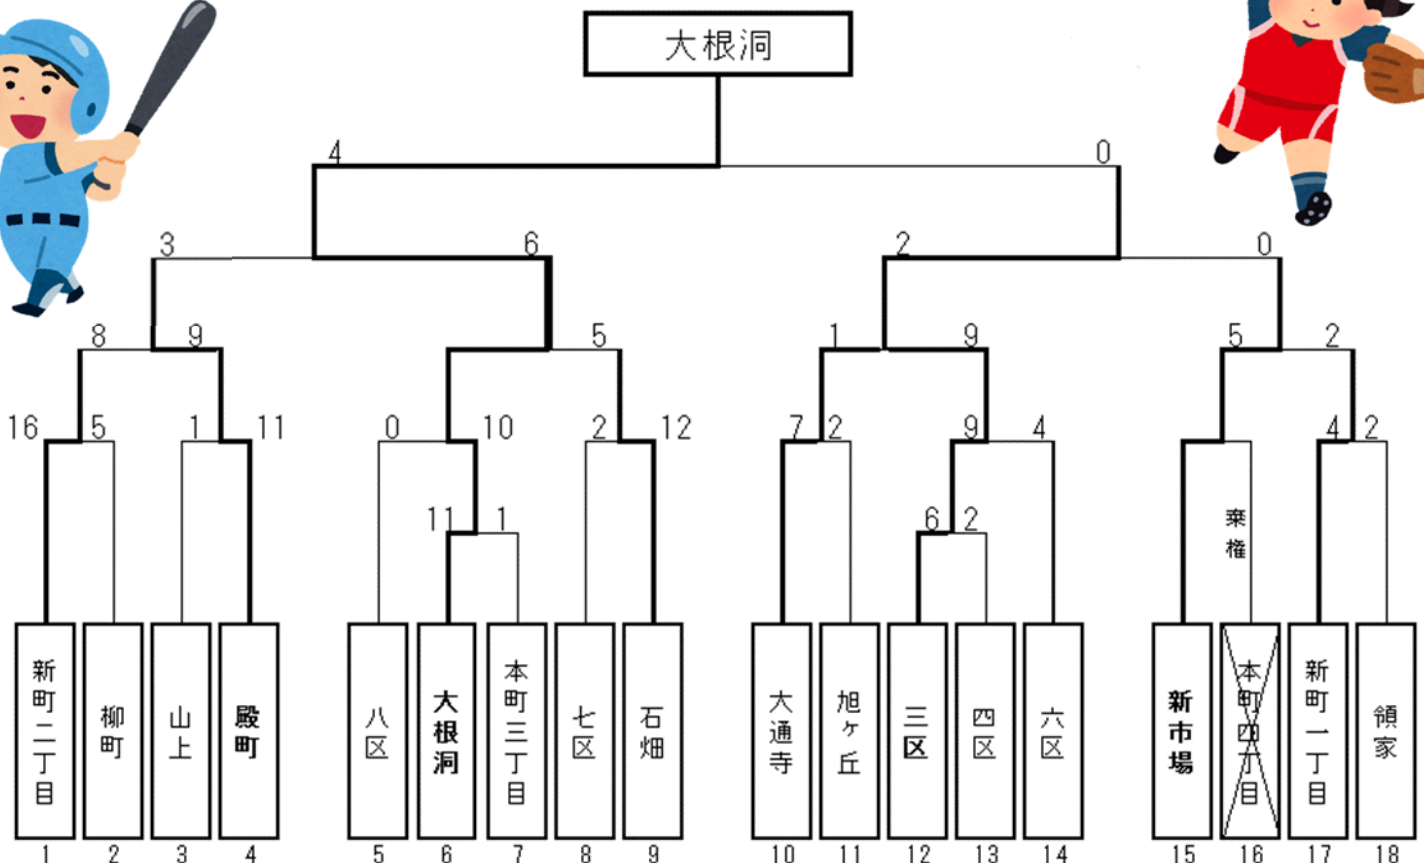 大根洞
4 0
3 6 2 0
8 9 5 1 9 5 2
16 5 1 11 0 10 2 12 7 2 9 4 4 2
11 1 6 2
棄権
新町二丁目
柳町
山上
殿町
八区
大根洞
本町三丁目
七区
石畑
大通寺
旭ヶ丘
三区
四区
六区
新市場
本町四丁目
新町一丁目
領家
1 2 3 4 5 6 7 8 9 10 11 12 13 14 15 16 17 18